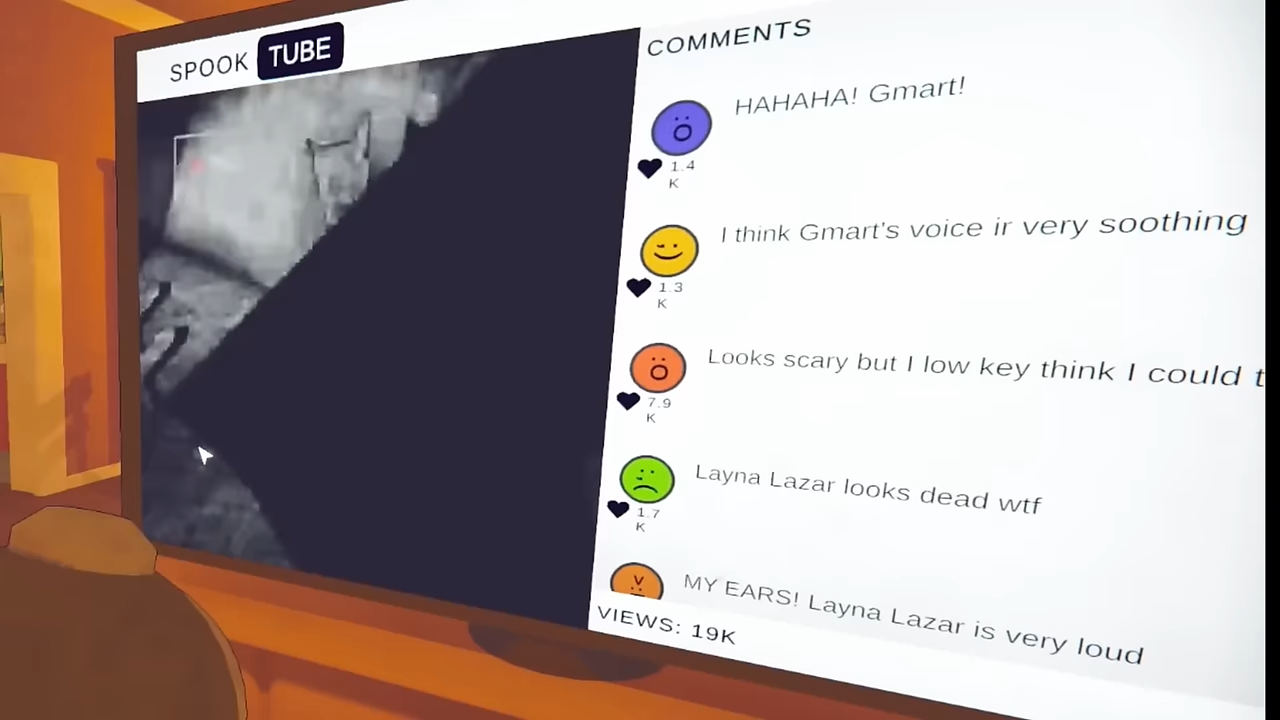 SPOOK TUBE
COMMENTS
HAHAHA! Gmart!
1.4
K
I think Gmart's voice ir very soothing
1.3
K
Looks scary but I low key think I could
7.9
K
Layna Lazar looks dead wtf
1.7
K
MY EARS! Layna Lazar is very loud
VIEWS: 19K